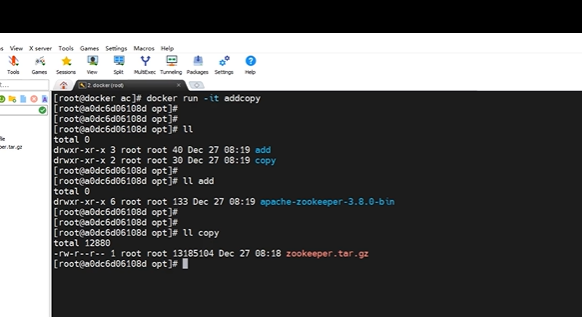 s View X server Tools Games Settings Macros Help
Tools Games Sessions View Split MultiExec Tunneling Packages Settings Help
2. docker (root)
file
per.tar.gz
[root@docker ac]# docker run -it addcopy
[root@a0dc6d06108d opt]#
[root@a0dc6d06108d opt]#
[root@a0dc6d06108d opt]# ll
total 0
drwxr-xr-x 3 root root 40 Dec 27 08:19 add
drwxr-xr-x 2 root root 30 Dec 27 08:19 copy
[root@a0dc6d06108d opt]#
[root@a0dc6d06108d opt]# ll add
total 0
drwxr-xr-x 6 root root 133 Dec 27 08:19 apache-zookeeper-3.8.0-bin
[root@a0dc6d06108d opt]#
[root@a0dc6d06108d opt]#
[root@a0dc6d06108d opt]# ll copy
total 12880
-rw-r--r-- 1 root root 13185104 Dec 27 08:18 zookeeper.tar.gz
[root@a0dc6d06108d opt]#